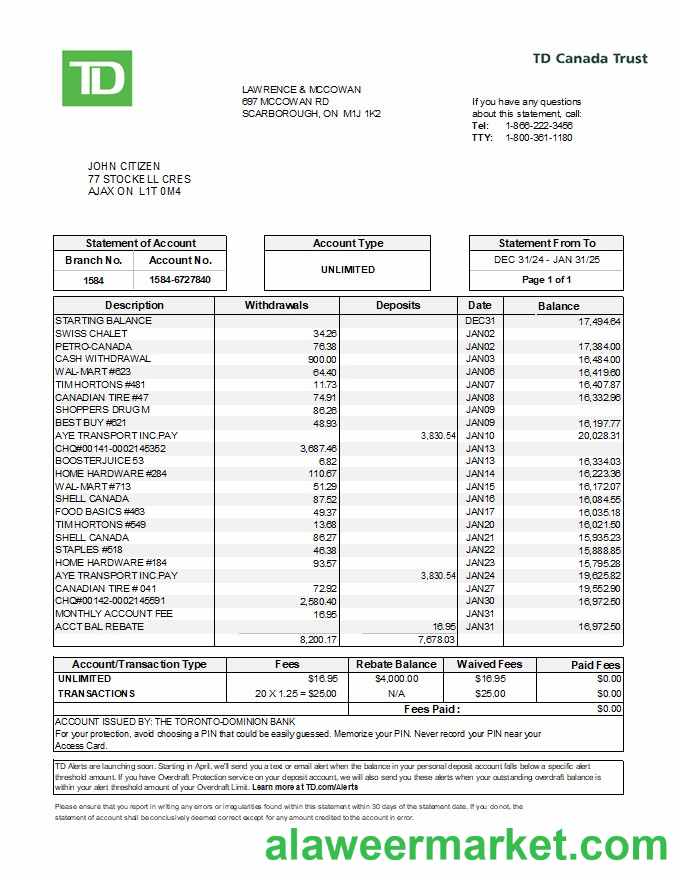 TD
TD Canada Trust
LAWRENCE & MCCOWAN
697 MCCOWAN RD
SCARBOROUGH, ON M1J 1K2
If you have any questions
about this statement, call:
Tel: 1-866-222-3456
TTY: 1-800-361-1180
JOHN CITIZEN
77 STOCKELL CRES
AJAX ON L1T 0M4
Statement of Account
Branch No. Account No.
1584 1584-6727840
Account Type
UNLIMITED
Statement From To
DEC 31/24 - JAN 31/25
Page 1 of 1
Description Withdrawals Deposits Date Balance
STARTING BALANCE DEC31 17,494.64
SWISS CHALET 34.26 JAN02
PETRO-CANADA 76.38 JAN02 17,384.00
CASH WITHDRAWAL 900.00 JAN03 16,484.00
WAL-MART #623 64.40 JAN06 16,419.60
TIM HORTONS #481 11.73 JAN07 16,407.87
CANADIAN TIRE #47 74.91 JAN08 16,332.96
SHOPPERS DRUG M 86.26 JAN09
BEST BUY #621 48.93 JAN09 16,197.77
AYE TRANSPORT INC.PAY 3,830.54 JAN10 20,028.31
CHQ#00141-0002145352 3,687.46 JAN13
BOOSTERJUICE 53 6.82 JAN13 16,334.03
HOME HARDWARE #284 110.67 JAN14 16,223.36
WAL-MART #713 51.29 JAN15 16,172.07
SHELL CANADA 87.52 JAN16 16,084.55
FOOD BASICS #463 49.37 JAN17 16,035.18
TIM HORTONS #549 13.68 JAN20 16,021.50
SHELL CANADA 86.27 JAN21 15,935.23
STAPLES #518 46.38 JAN22 15,888.85
HOME HARDWARE #184 93.57 JAN23 15,795.28
AYE TRANSPORT INC.PAY 3,830.54 JAN24 19,625.82
CANADIAN TIRE # 041 72.92 JAN27 19,552.90
CHQ#00142-0002145591 2,580.40 JAN30 16,972.50
MONTHLY ACCOUNT FEE 16.95 JAN31
ACCT BAL REBATE 16.95 JAN31 16,972.50
8,200.17 7,678.03
Account/Transaction Type Fees Rebate Balance Waived Fees Paid Fees
UNLIMITED $16.95 $4,000.00 $16.95 $0.00
TRANSACTIONS 20 X 1.25 = $25,00 N/A $25,00 $0.00
Fees Paid : $0.00
ACCOUNT ISSUED BY: THE TORONTO-DOMINION BANK
For your protection, avoid choosing a PIN that could be easily guessed. Memorize your PIN. Never record your PIN near your
Access Card.
TD Alerts are launching soon. Starting in April, we'll send you a text or email alert when the balance in your personal deposit account falls below a specific alert
threshold amount. If you have Overdraft Protection service on your deposit account, we will also send you these alerts when your outstanding overdraft balance is
within your alert threshold amount of your Overdraft Limit. Learn more at TD.com/Alerts
Please ensure that you report in writing any errors or irregularities found within this statement within 30 days of the statement date. If you do not, the
statement of account shall be conclusively deemed correct except for any amount credited to the account in error.
alaweermarket.com